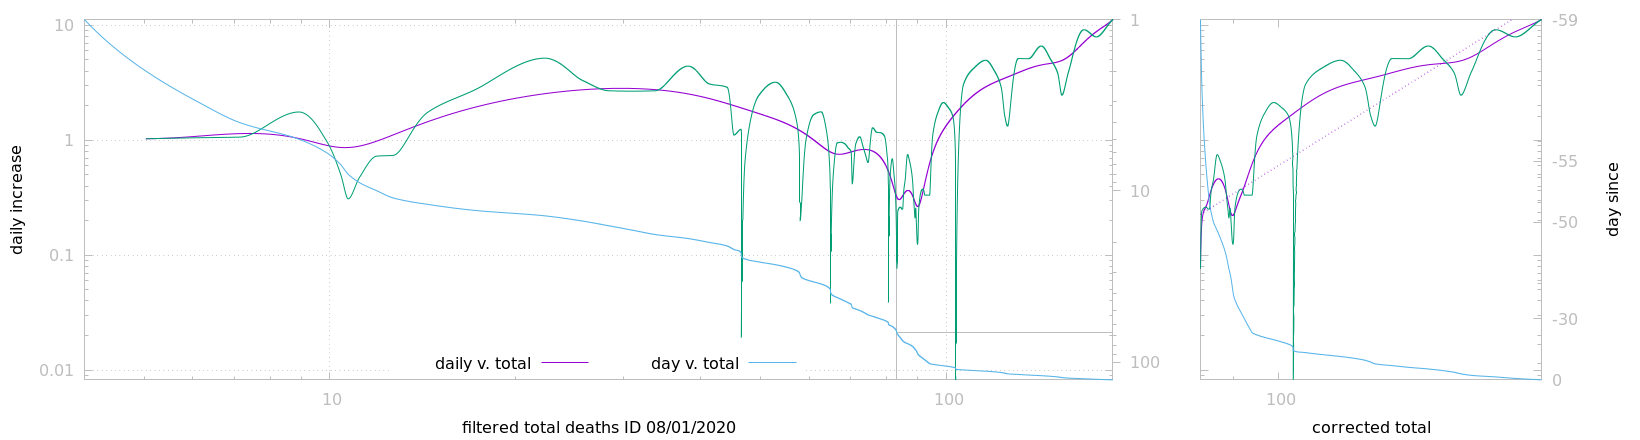 10
1
0.1
0.01
daily increase
10
100
filtered total deaths ID 08/01/2020
daily v. total
day v. total
1
10
100
100
corrected total
-59
-55
-50
-30
0
day since